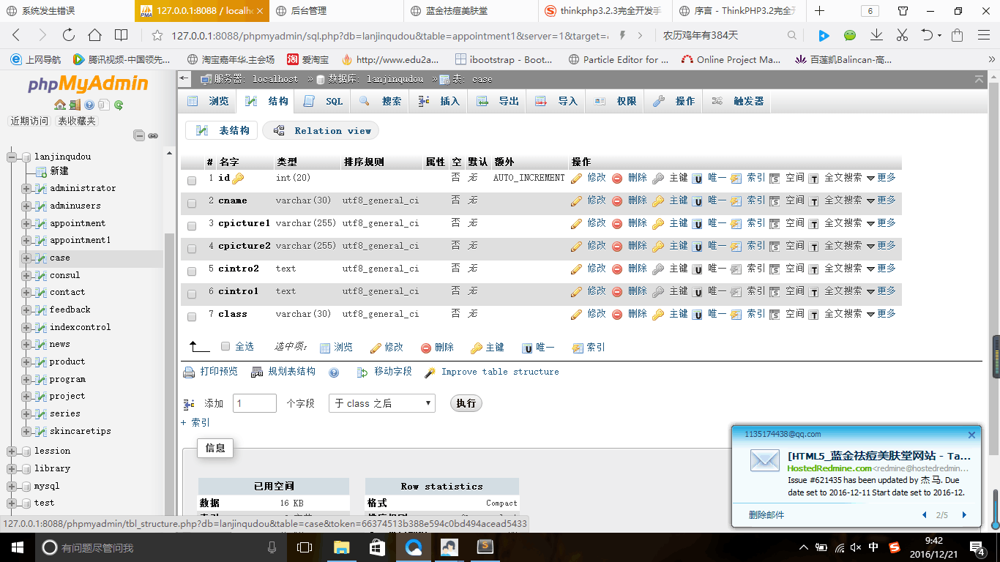 系统发生错误
127.0.0.1:8088 / localho
后台管理
蓝金祛痘美肤堂
thinkphp3.2.3完全开发手
序言 - ThinkPHP3.2完全开
6
127.0.0.1:8088/phpmyadmin/sql.php?db=lanjinqudou&table=appointment1&server=1&target=
农历鸡年有384天
上网导航
腾讯视频-中国领先...
淘宝嘉年华.主会场
爱淘宝
http://www.edu2a...
ibootstrap - Boot...
Particle Editor for ...
Online Project Ma...
百莲凯Balincan-高...
phpMyAdmin
近期访问 表收藏夹
lanjinqudou
新建
administrator
adminusers
appointment
appointment1
case
consul
contact
feedback
indexcontrol
news
product
program
project
series
skincaretips
lession
library
mysql
test
服务器: localhost » 数据库: lanjinqudou » 表: case
浏览 结构 SQL 搜索 插入 导出 导入 权限 操作 触发器
表结构 Relation view
# 名字 类型 排序规则 属性 空 默认 额外 操作
1 id int(20) 否 无 AUTO_INCREMENT 修改 删除 主键 唯一 索引 空间 全文搜索 更多
2 cname varchar(30) utf8_general_ci 否 无 修改 删除 主键 唯一 索引 空间 全文搜索 更多
3 cpicture1 varchar(255) utf8_general_ci 否 无 修改 删除 主键 唯一 索引 空间 全文搜索 更多
4 cpicture2 varchar(255) utf8_general_ci 否 无 修改 删除 主键 唯一 索引 空间 全文搜索 更多
5 cintro2 text utf8_general_ci 否 无 修改 删除 主键 唯一 索引 空间 全文搜索 更多
6 cintro1 text utf8_general_ci 否 无 修改 删除 主键 唯一 索引 空间 全文搜索 更多
7 class varchar(30) utf8_general_ci 否 无 修改 删除 主键 唯一 索引 空间 全文搜索 更多
全选 选中项: 浏览 修改 删除 主键 唯一 索引
打印预览 规划表结构 移动字段 Improve table structure
添加 1 个字段 于 class 之后 执行
+ 索引
信息
已用空间
数据 16 KB
Row statistics
格式 Compact
1135174438@qq.com
[HTML5_蓝金祛痘美肤堂网站 - Ta...
HostedRedmine.com<redmine@hostedredmin...
Issue #621435 has been updated by 杰 马. Due
date set to 2016-12-11 Start date set to 2016-12.
删除邮件
2/5
127.0.0.1:8088/phpmyadmin/tbl_structure.php?db=lanjinqudou&table=case&token=66374513b388e594c0bd494acead5433
有问题尽管问我
中
9:42
2016/12/21
4